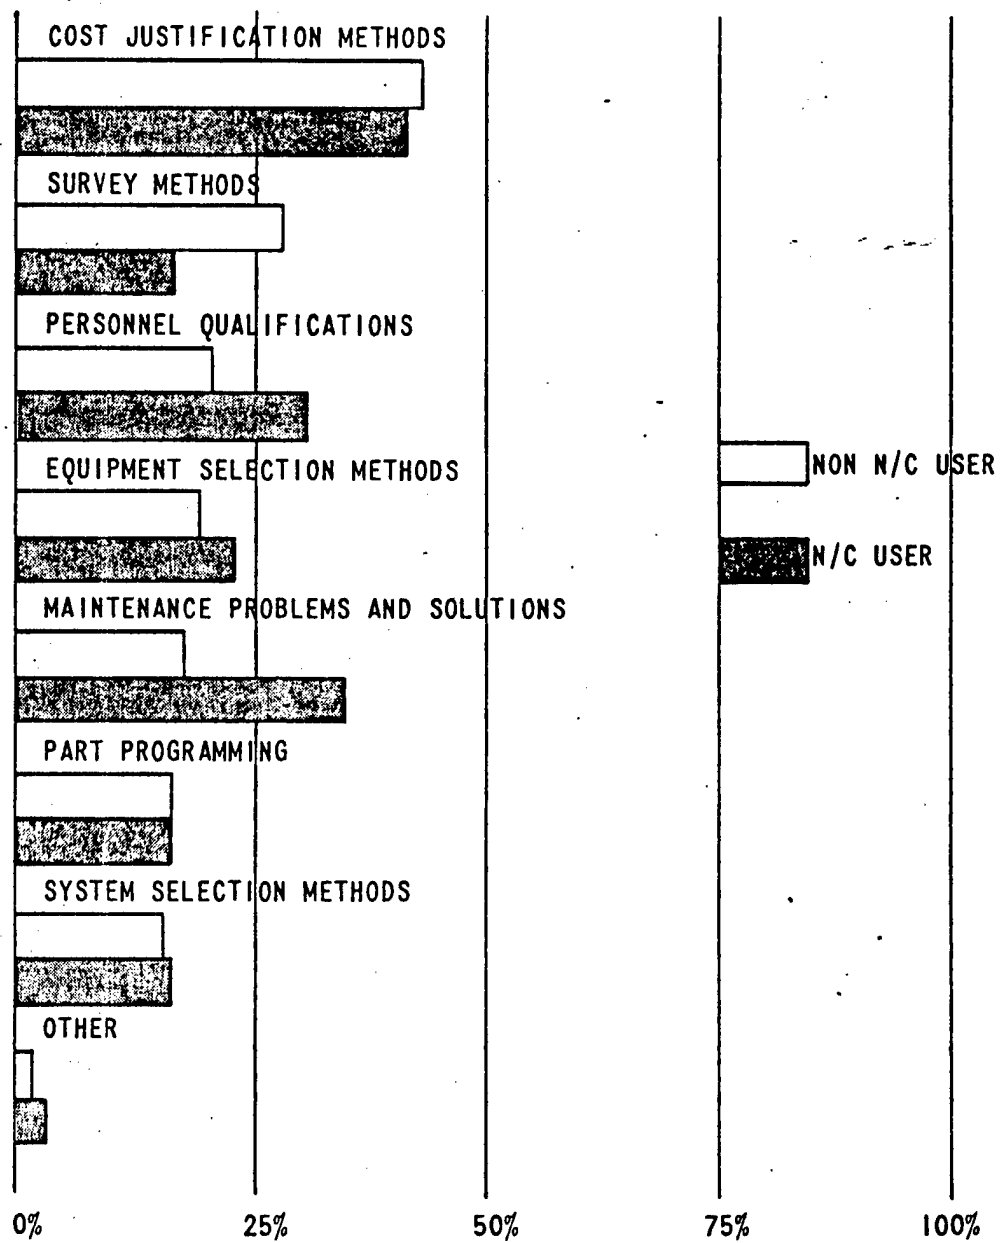 COST JUSTIFICATION METHODS
SURVEY METHODS
PERSONNEL QUALIFICATIONS
EQUIPMENT SELECTION METHODS
NON N/C USER
N/C USER
MAINTENANCE PROBLEMS AND SOLUTIONS
PART PROGRAMMING
SYSTEM SELECTION METHODS
OTHER
0% 25% 50% 75% 100%